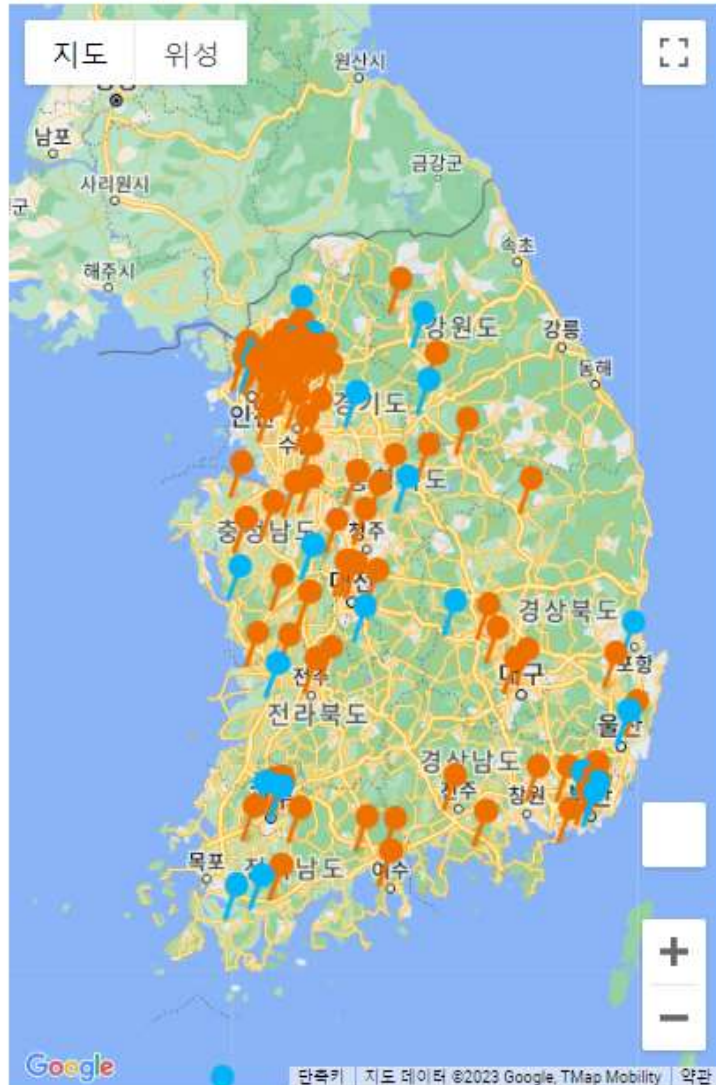 지도 위성
원산시
남포
사리원시
금강군
군
해주시
속초
강원도
강릉
동해
경기도
안산
수
충청남도
청주
대전
경상북도
포항
대구
전주
전라북도
울산
경상남도
진주
창원
부산
목포
전라남도
여수
Google
단축키 지도 데이터 ©2023 Google, TMap Mobility 약관